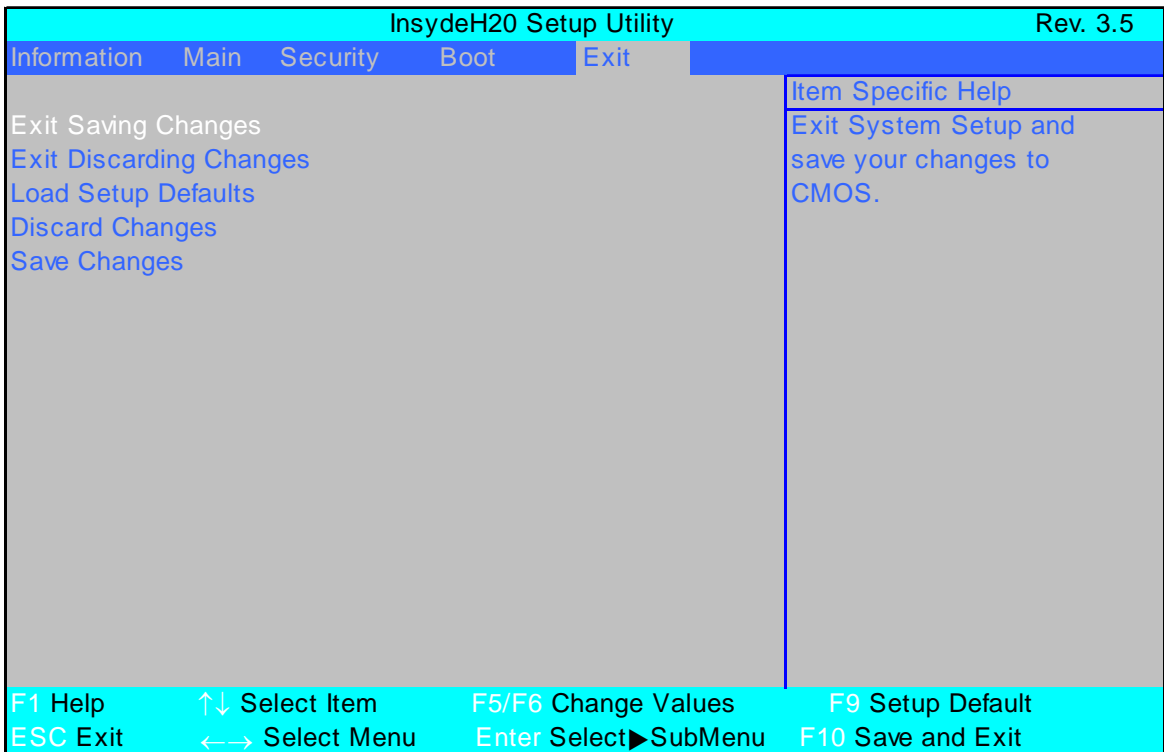 InsydeH20 Setup Utility Rev. 3.5
Information Main Security Boot Exit
Item Specific Help
Exit Saving Changes
Exit Discarding Changes
Load Setup Defaults
Discard Changes
Save Changes
Exit System Setup and
save your changes to
CMOS.
F1 Help ↑↓ Select Item F5/F6 Change Values F9 Setup Default
ESC Exit ←→ Select Menu Enter Select▶SubMenu F10 Save and Exit